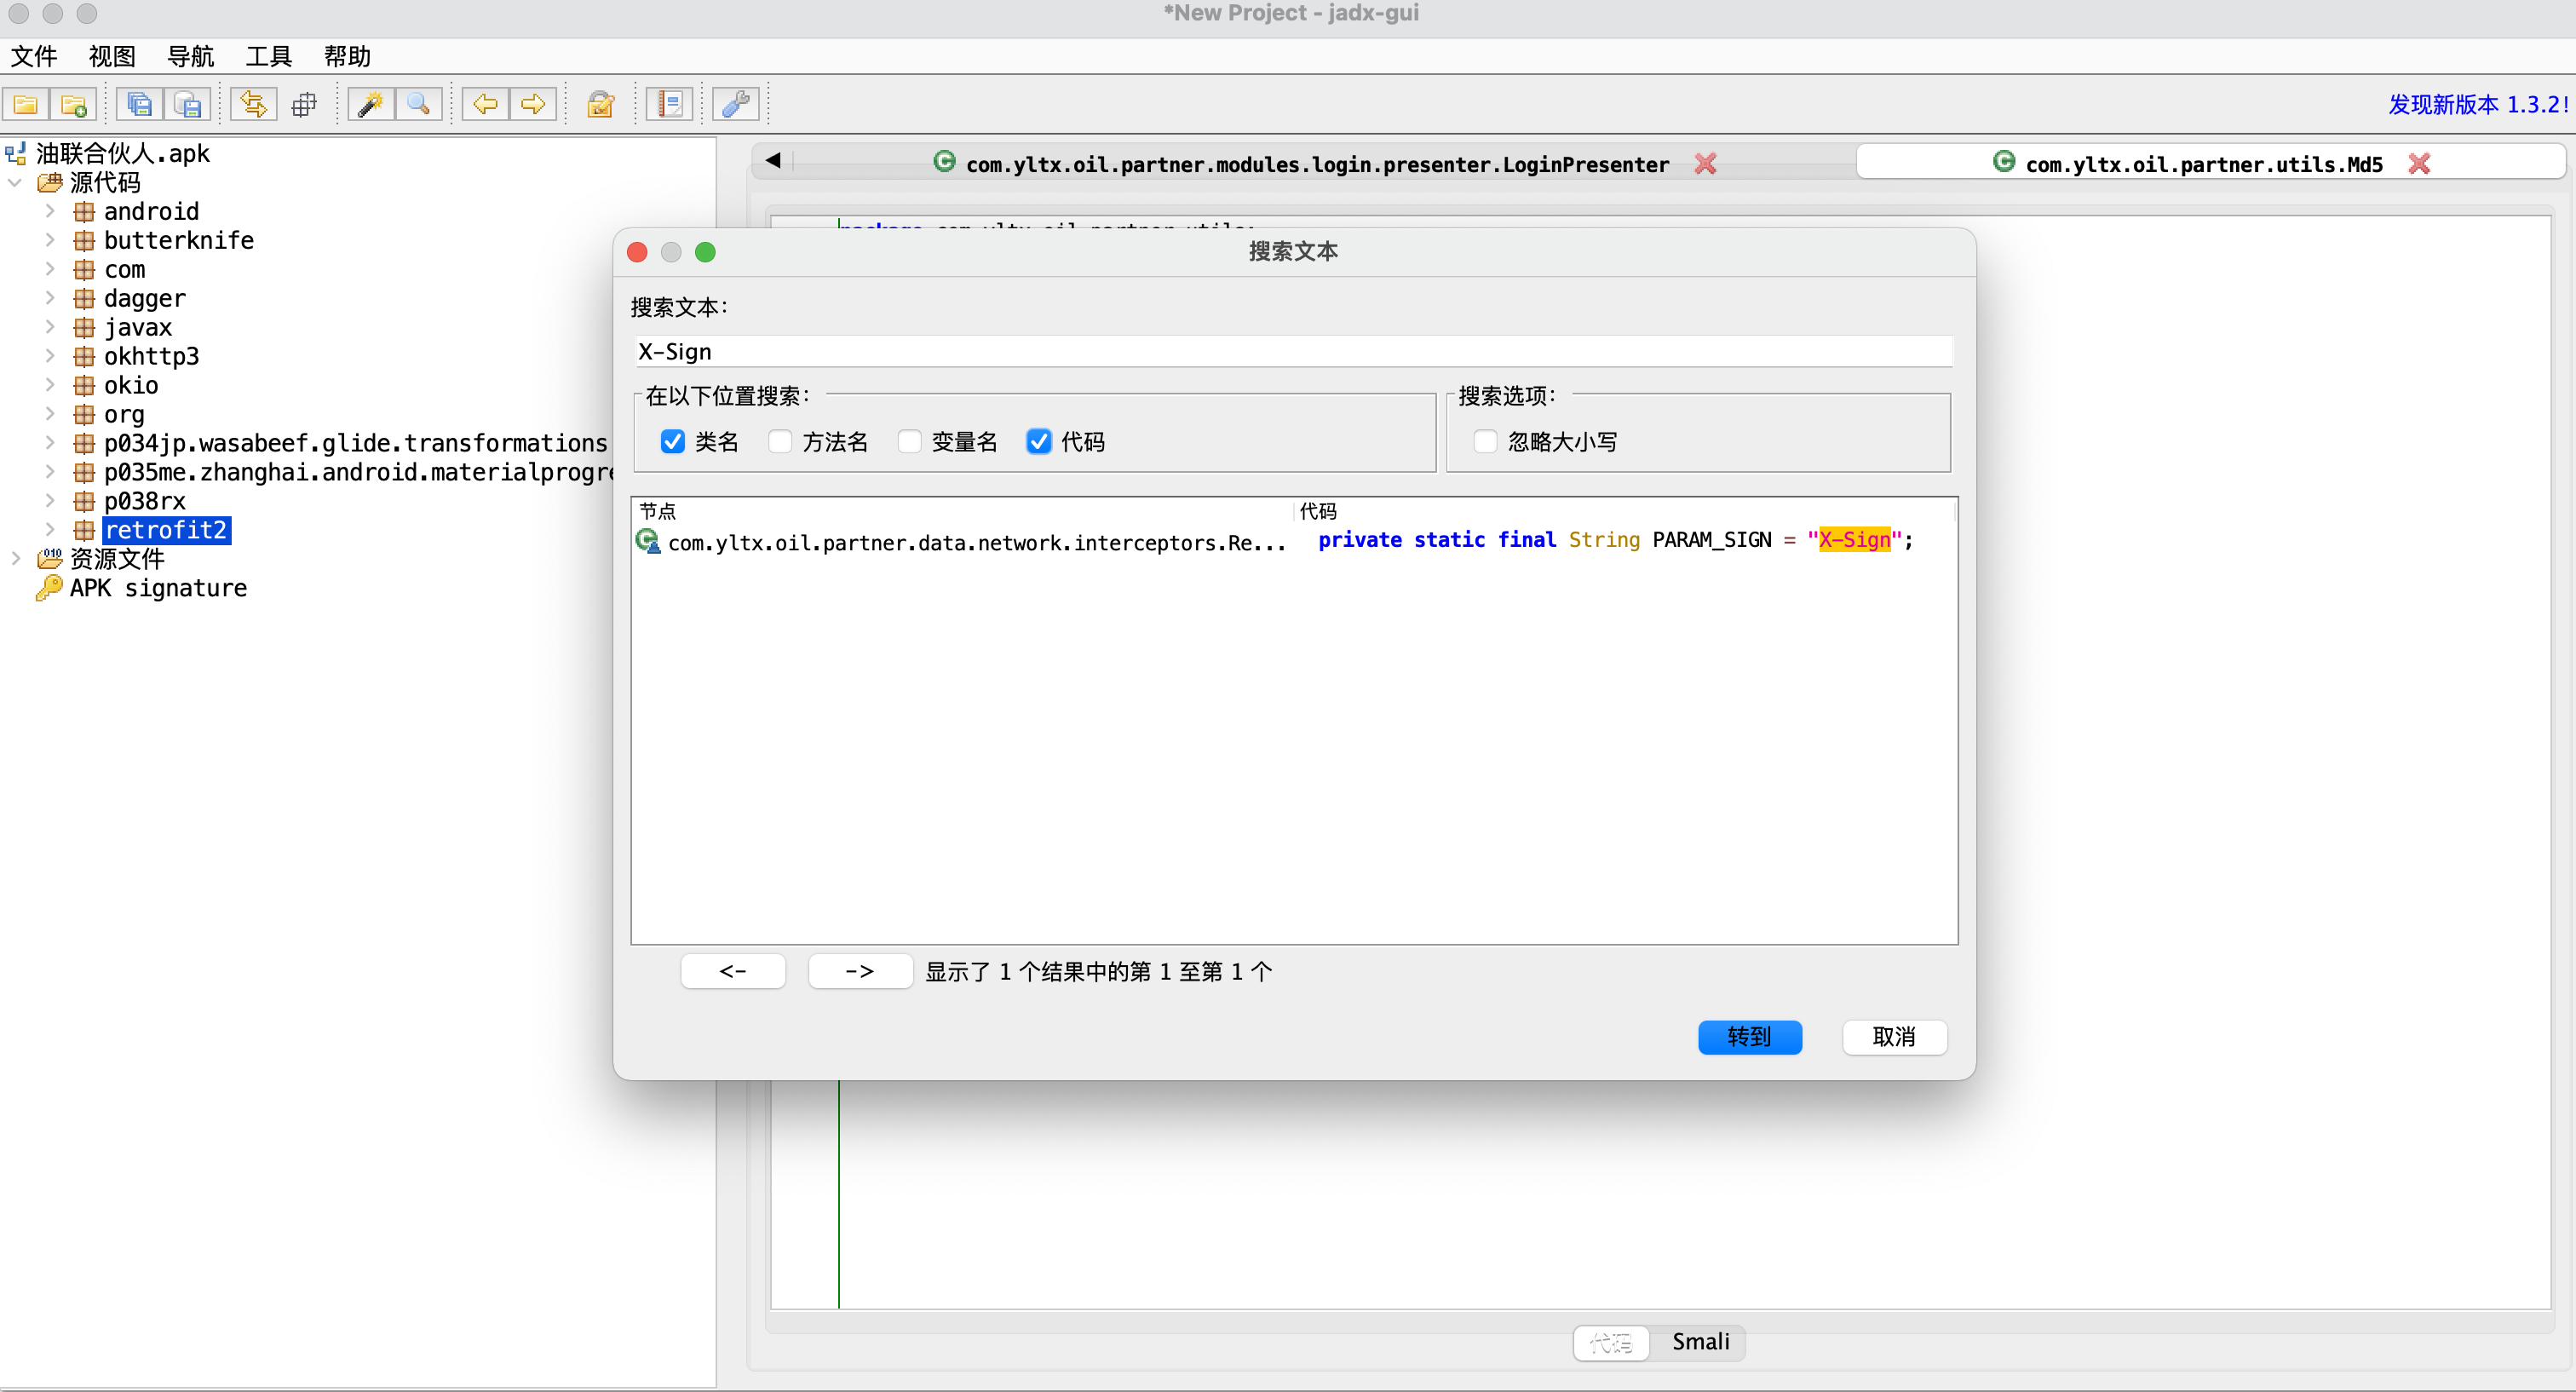 *New Project - jadx-gui
文件 视图 导航 工具 帮助
发现新版本 1.3.2!
油联合伙人.apk
源代码
android
butterknife
com
dagger
javax
okhttp3
okio
org
p034jp.wasabeef.glide.transformations
p035me.zhanghai.android.materialprogre
p038rx
retrofit2
资源文件
APK signature
com.yltx.oil.partner.modules.login.presenter.LoginPresenter
com.yltx.oil.partner.utils.Md5
package com.yltx.oil.partner.utils;
搜索文本
搜索文本:
X-Sign
在以下位置搜索:
类名 方法名 变量名 代码
搜索选项:
忽略大小写
节点 代码
com.yltx.oil.partner.data.network.interceptors.Re... private static final String PARAM_SIGN = "X-Sign";
<- -> 显示了 1 个结果中的第 1 至第 1 个
转到 取消
代码 Smali